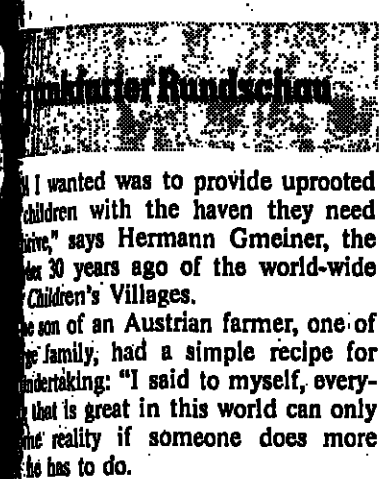 Frankfurter Rundschau
I wanted was to provide uprooted
children with the haven they need
says Hermann Gmeiner, the
30 years ago of the world-wide
Children's Villages.
son of an Austrian farmer, one of
family, had a simple recipe for
undertaking: "I said to myself, every-
that is great in this world can only
reality if someone does more
he has to do.